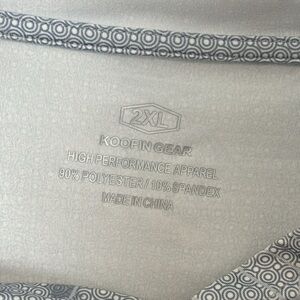 2XL
KOOFIN GEAR
HIGH PERFORMANCE APPAREL
90% POLYESTER / 10% SPANDEX
MADE IN CHINA